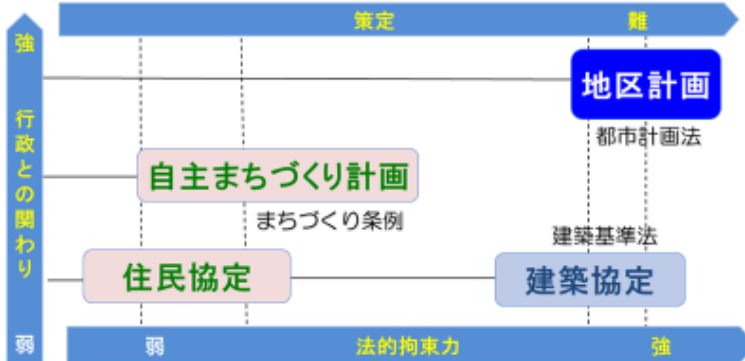 策定 難
強
地区計画
都市計画法
行政との関わり
自主まちづくり計画
まちづくり条例
建築基準法
住民協定
建築協定
弱
弱 法的拘束力 強